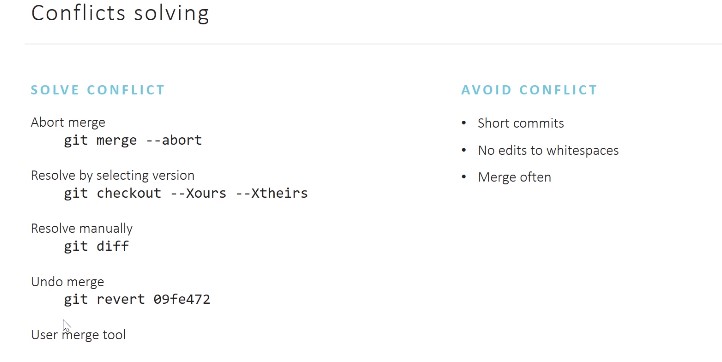 Conflicts solving
SOLVE CONFLICT
Abort merge
git merge --abort
Resolve by selecting version
git checkout --Xours --Xtheirs
Resolve manually
git diff
Undo merge
git revert 09fe472
User merge tool
AVOID CONFLICT
• Short commits
• No edits to whitespaces
• Merge often